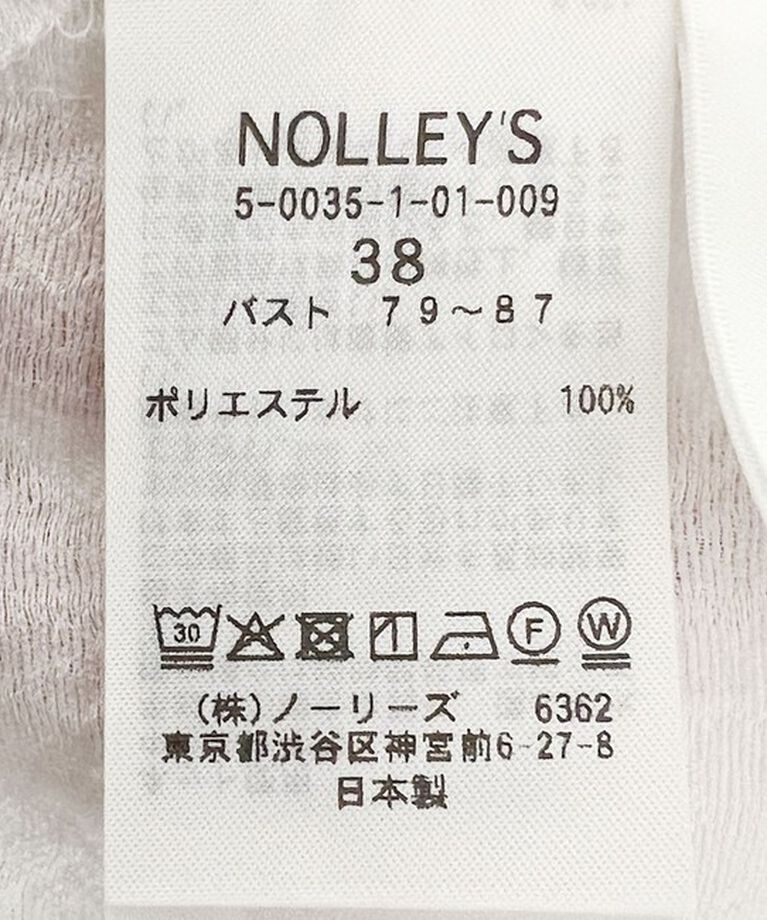 NOLLEY'S
5-0035-1-01-009
38
バスト 79～87
ポリエステル 100%
30 F W
(株)ノーリーズ 6362
東京都渋谷区神宮前6-27-8
日本製